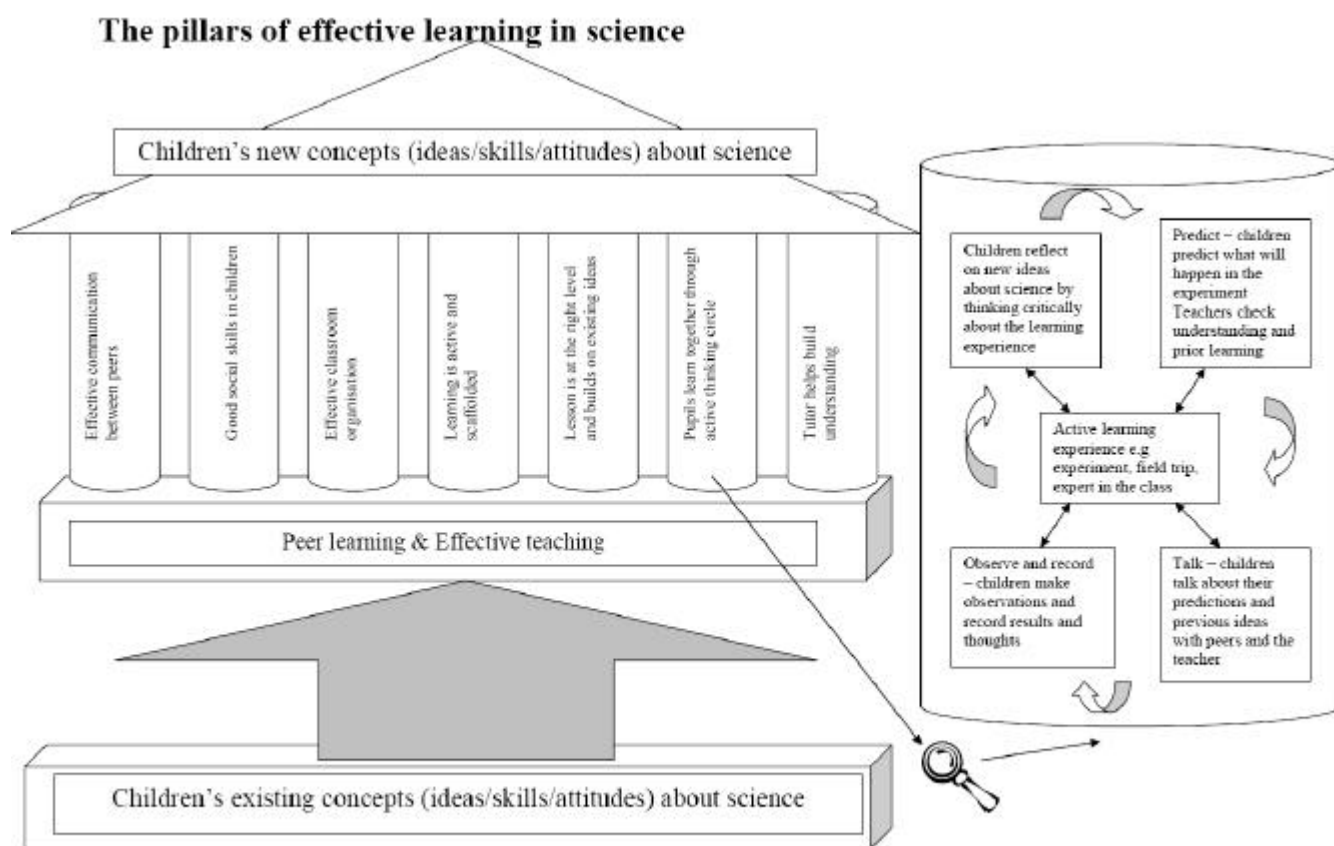 The pillars of effective learning in science
Children's new concepts (ideas/skills/attitudes) about science
Effective communication
between peers
Good social skills in children
Effective classroom
organisation
Learning is active and
scaffolded
Lesson is at the right level
and builds on existing ideas
Pupils learn together through
active thinking circle
Tutor helps build
understanding
Peer learning & Effective teaching
Children's existing concepts (ideas/skills/attitudes) about science
Children reflect
on new ideas
about science by
thinking critically
about the learning
experience
Predict – children
predict what will
happen in the
experiment
Teachers check
understanding and
prior learning
Active learning
experience e.g
experiment, field trip,
expert in the class
Observe and record
– children make
observations and
record results and
thoughts
Talk – children
talk about their
predictions and
previous ideas
with peers and the
teacher